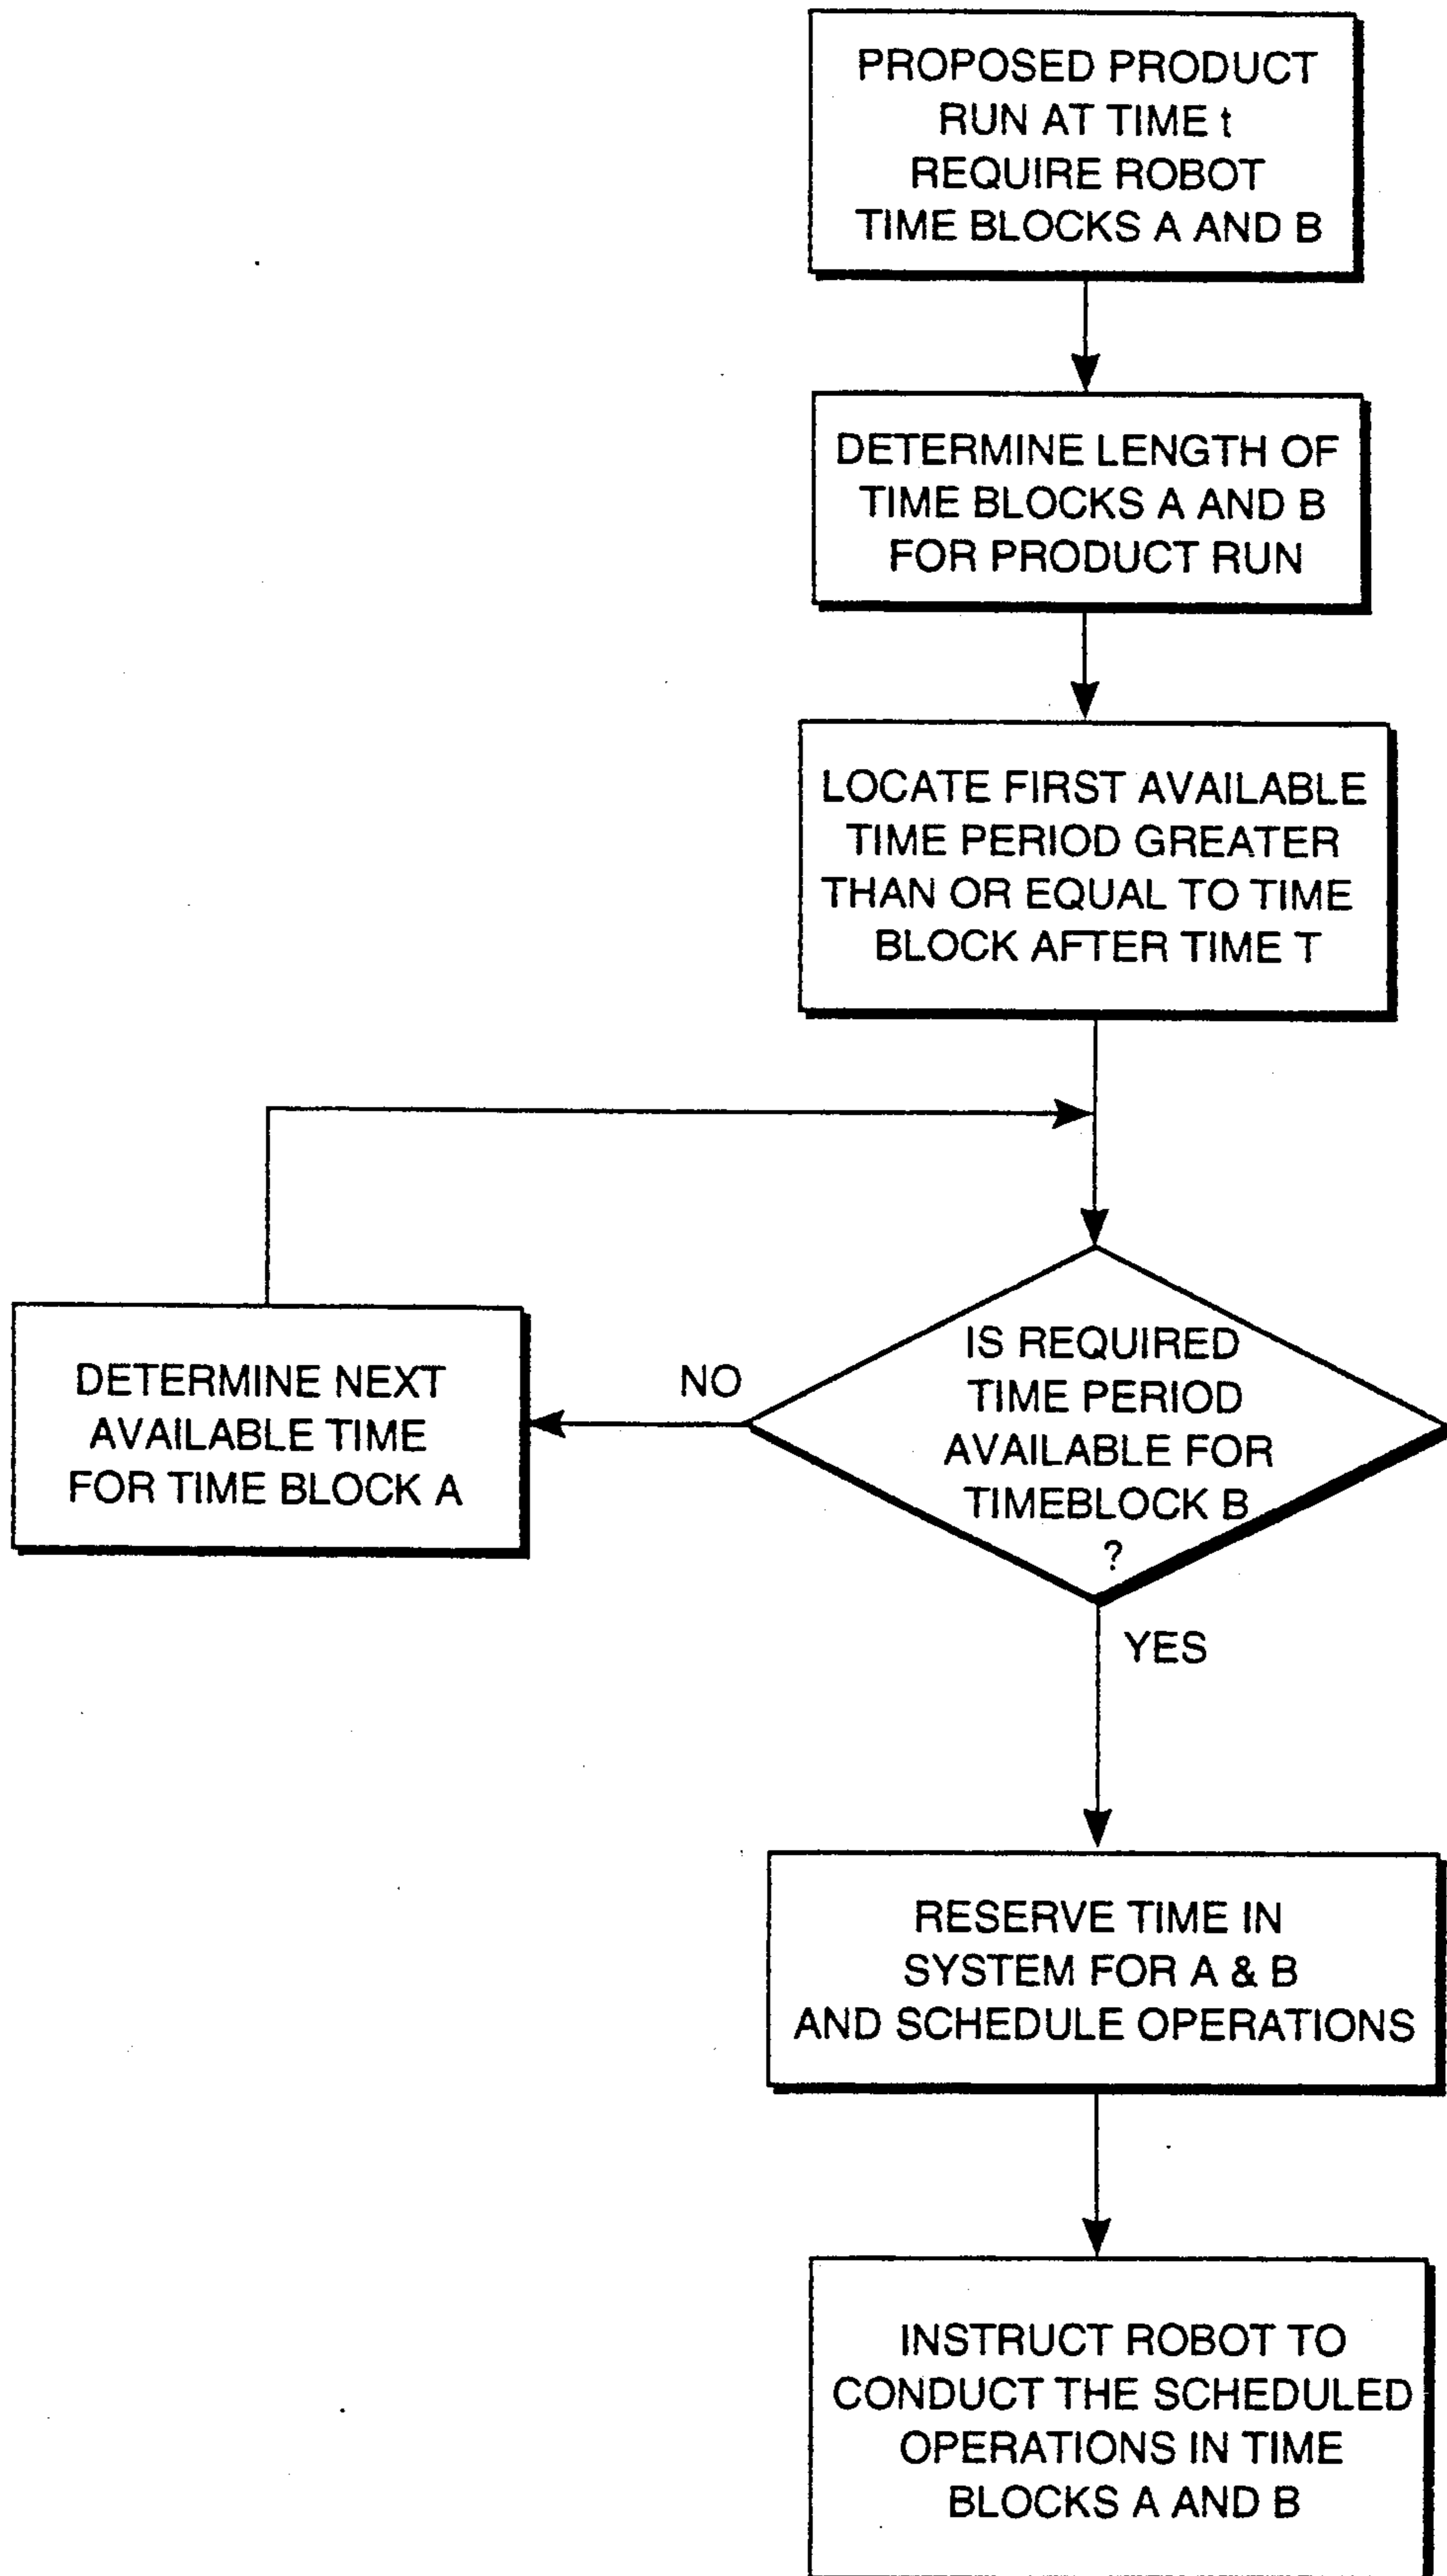 PROPOSED PRODUCT
RUN AT TIME t
REQUIRE ROBOT
TIME BLOCKS A AND B
DETERMINE LENGTH OF
TIME BLOCKS A AND B
FOR PRODUCT RUN
LOCATE FIRST AVAILABLE
TIME PERIOD GREATER
THAN OR EQUAL TO TIME
BLOCK AFTER TIME T
IS REQUIRED
TIME PERIOD
AVAILABLE FOR
TIMEBLOCK B
?
NO
DETERMINE NEXT
AVAILABLE TIME
FOR TIME BLOCK A
YES
RESERVE TIME IN
SYSTEM FOR A & B
AND SCHEDULE OPERATIONS
INSTRUCT ROBOT TO
CONDUCT THE SCHEDULED
OPERATIONS IN TIME
BLOCKS A AND B